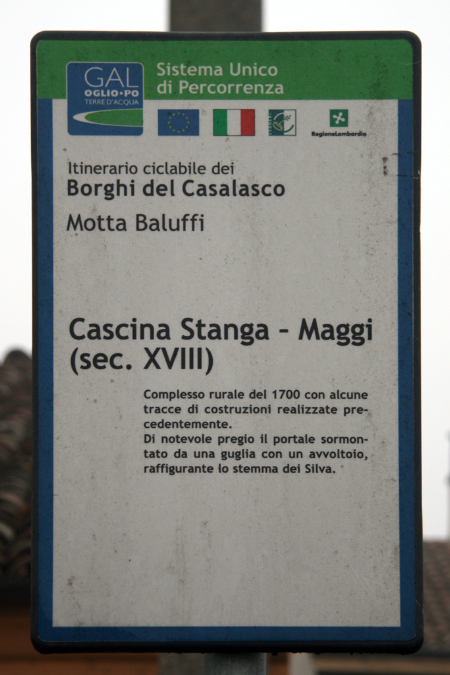 GAL
OGLIO•PO
TERRE D'ACQUA
Sistema Unico
di Percorrenza
RegioneLombardia
Itinerario ciclabile dei
Borghi del Casalasco
Motta Baluffi
Cascina Stanga - Maggi
(sec. XVIII)
Complesso rurale del 1700 con alcune
tracce di costruzioni realizzate pre-
cedentemente.
Di notevole pregio il portale sormon-
tato da una guglia con un avvoltoio,
raffigurante lo stemma dei Silva.